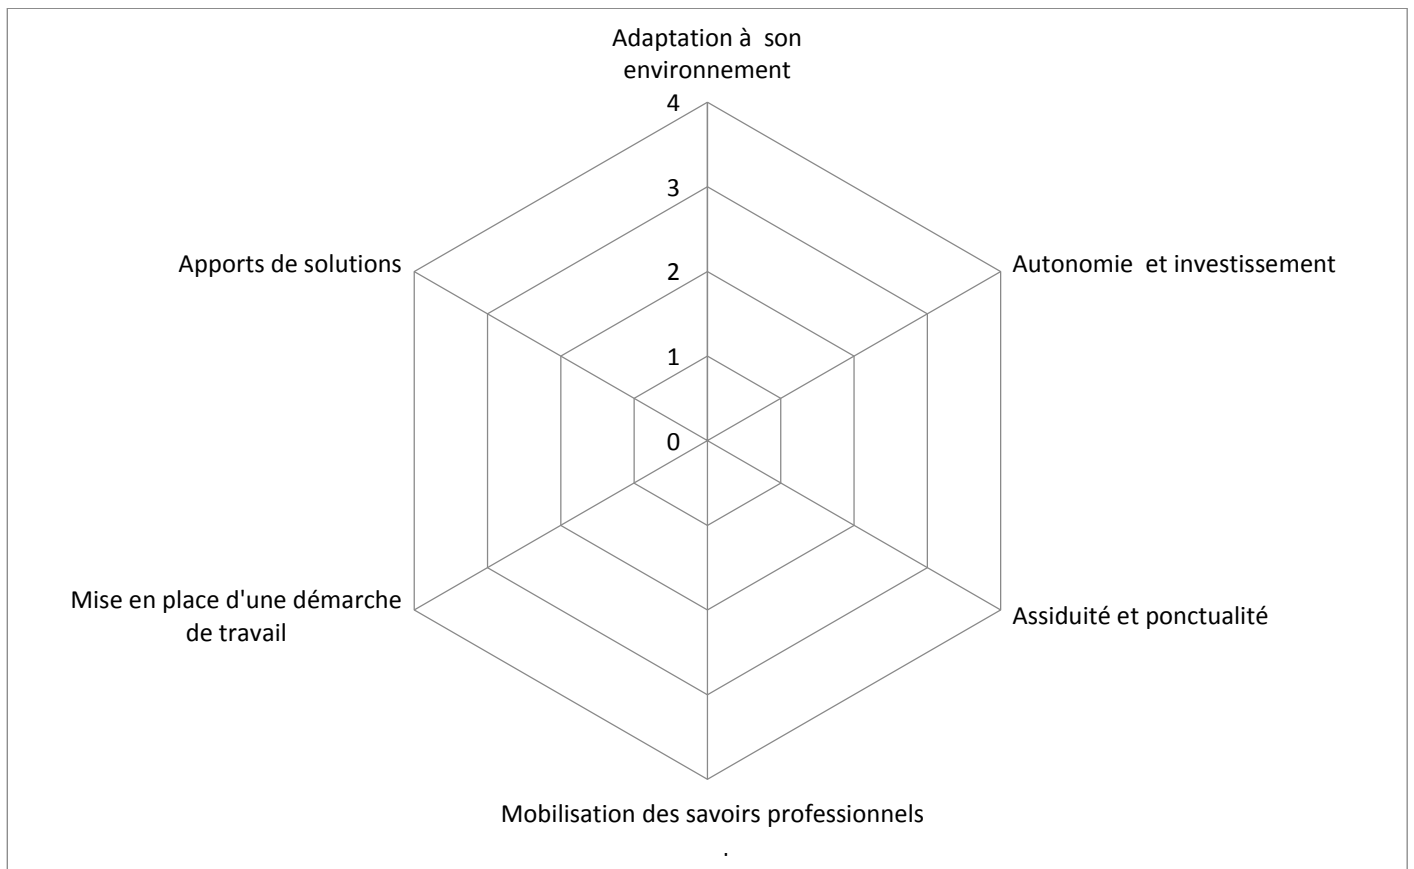 Adaptation à  son
environnement
4
3
Apports de solutions
2
Autonomie  et investissement
1
0
Mise en place d'une démarche
de travail
Assiduité et ponctualité
Mobilisation des savoirs professionnels
.